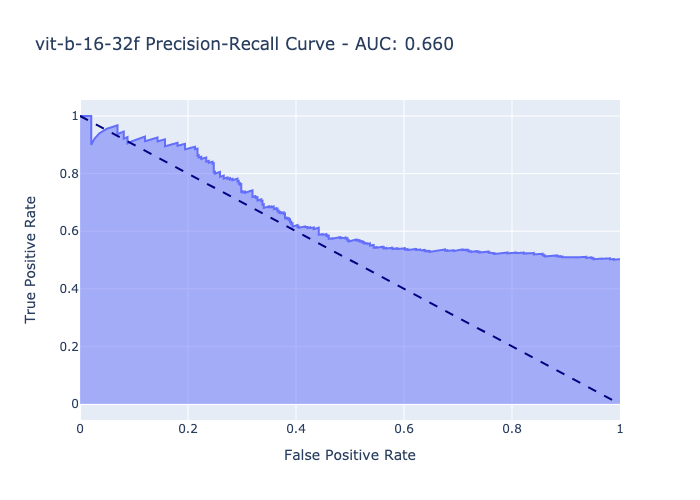 vit-b-16-32f Precision-Recall Curve - AUC: 0.660
1
0.8
0.6
0.4
0.2
0
True Positive Rate
0 0.2 0.4 0.6 0.8 1
False Positive Rate